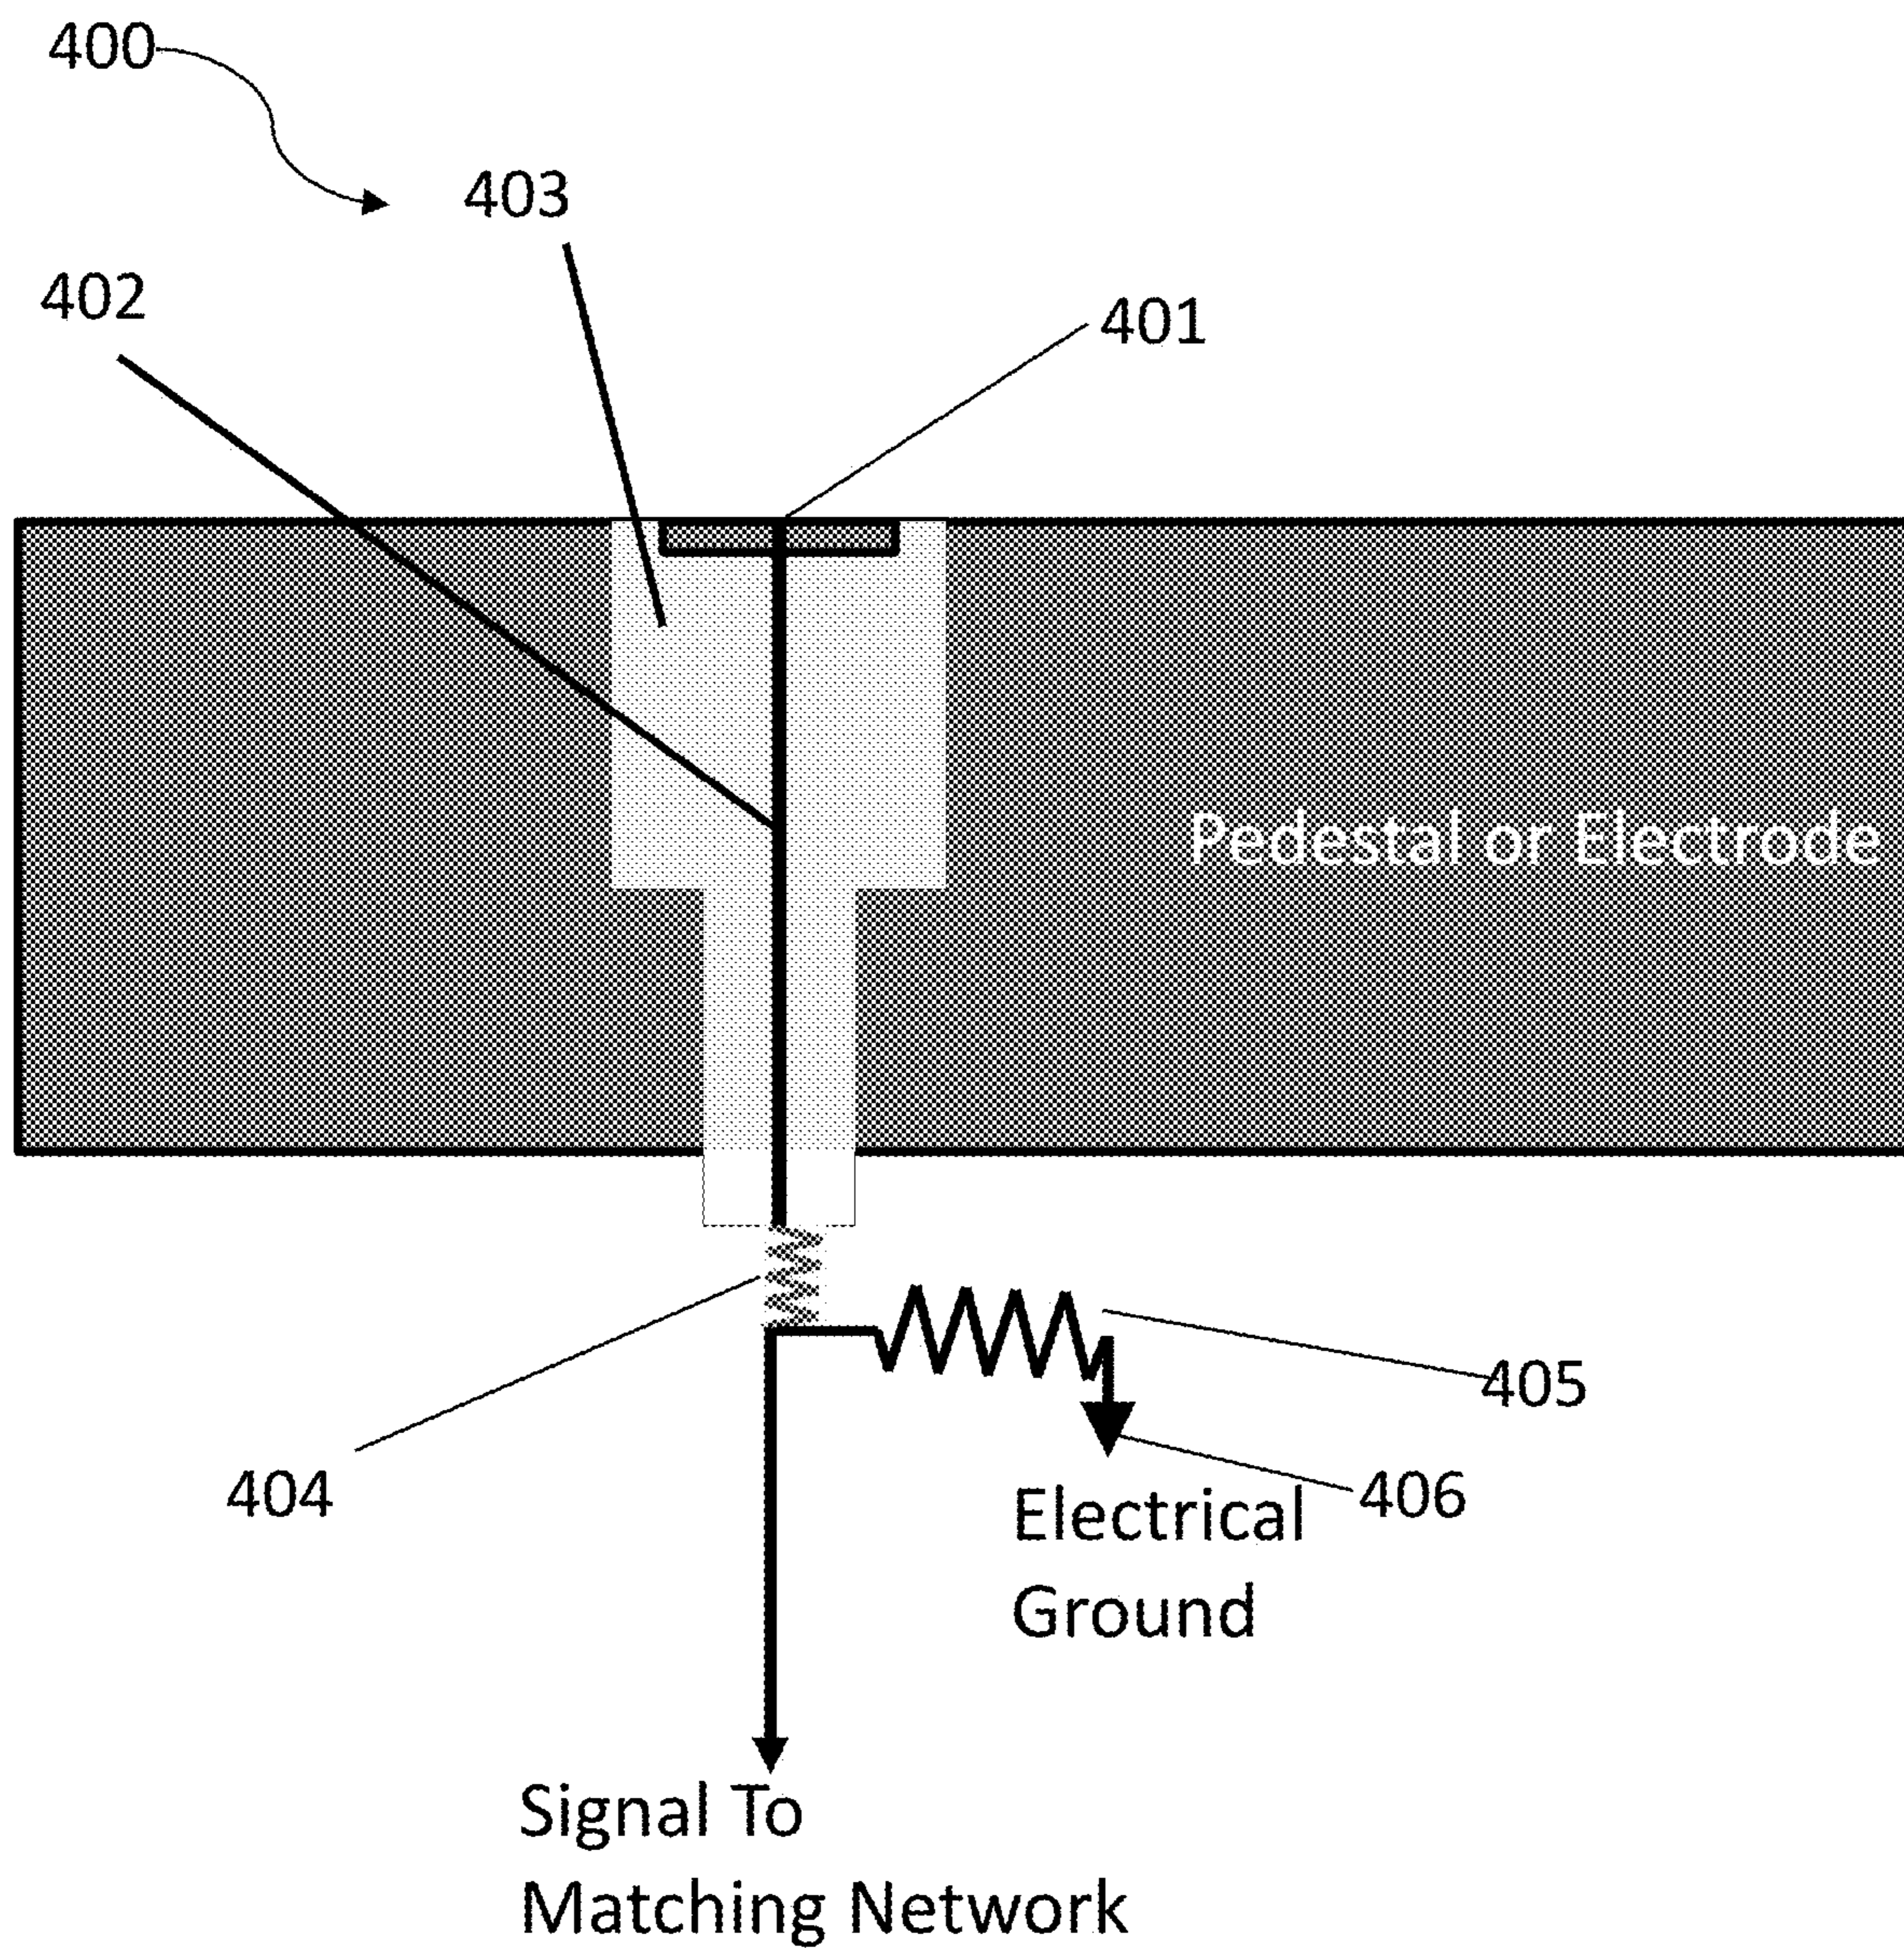 400
403
402
401
Pedestal or Electrode
405
404
406
Electrical
Ground
Signal To
Matching Network